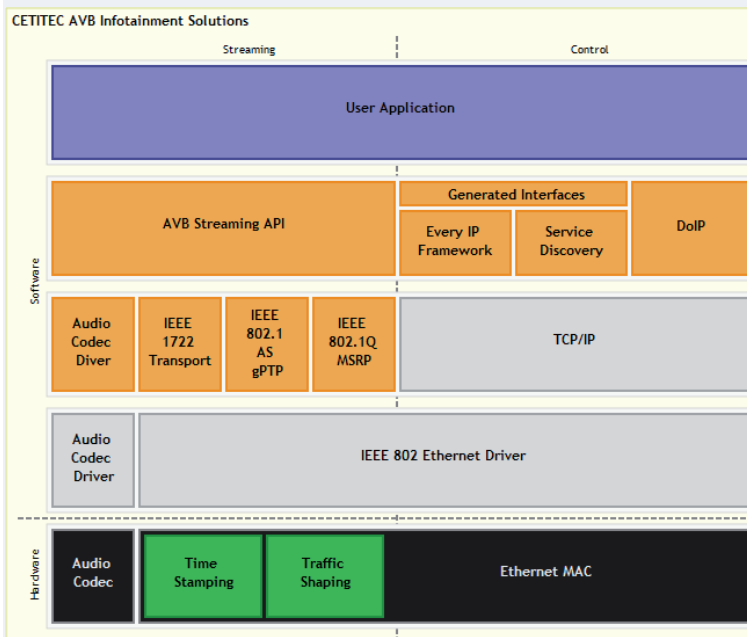 CETITEC AVB Infotainment Solutions
Streaming
Control
User Application
Software
AVB Streaming API
Generated Interfaces
Every IP
Framework
Service
Discovery
DoIP
Audio
Codec
Diver
IEEE
1722
Transport
IEEE
802.1
AS
gPTP
IEEE
802.1Q
MSRP
TCP/IP
Audio
Codec
Driver
IEEE 802 Ethernet Driver
Hardware
Audio
Codec
Time
Stamping
Traffic
Shaping
Ethernet MAC